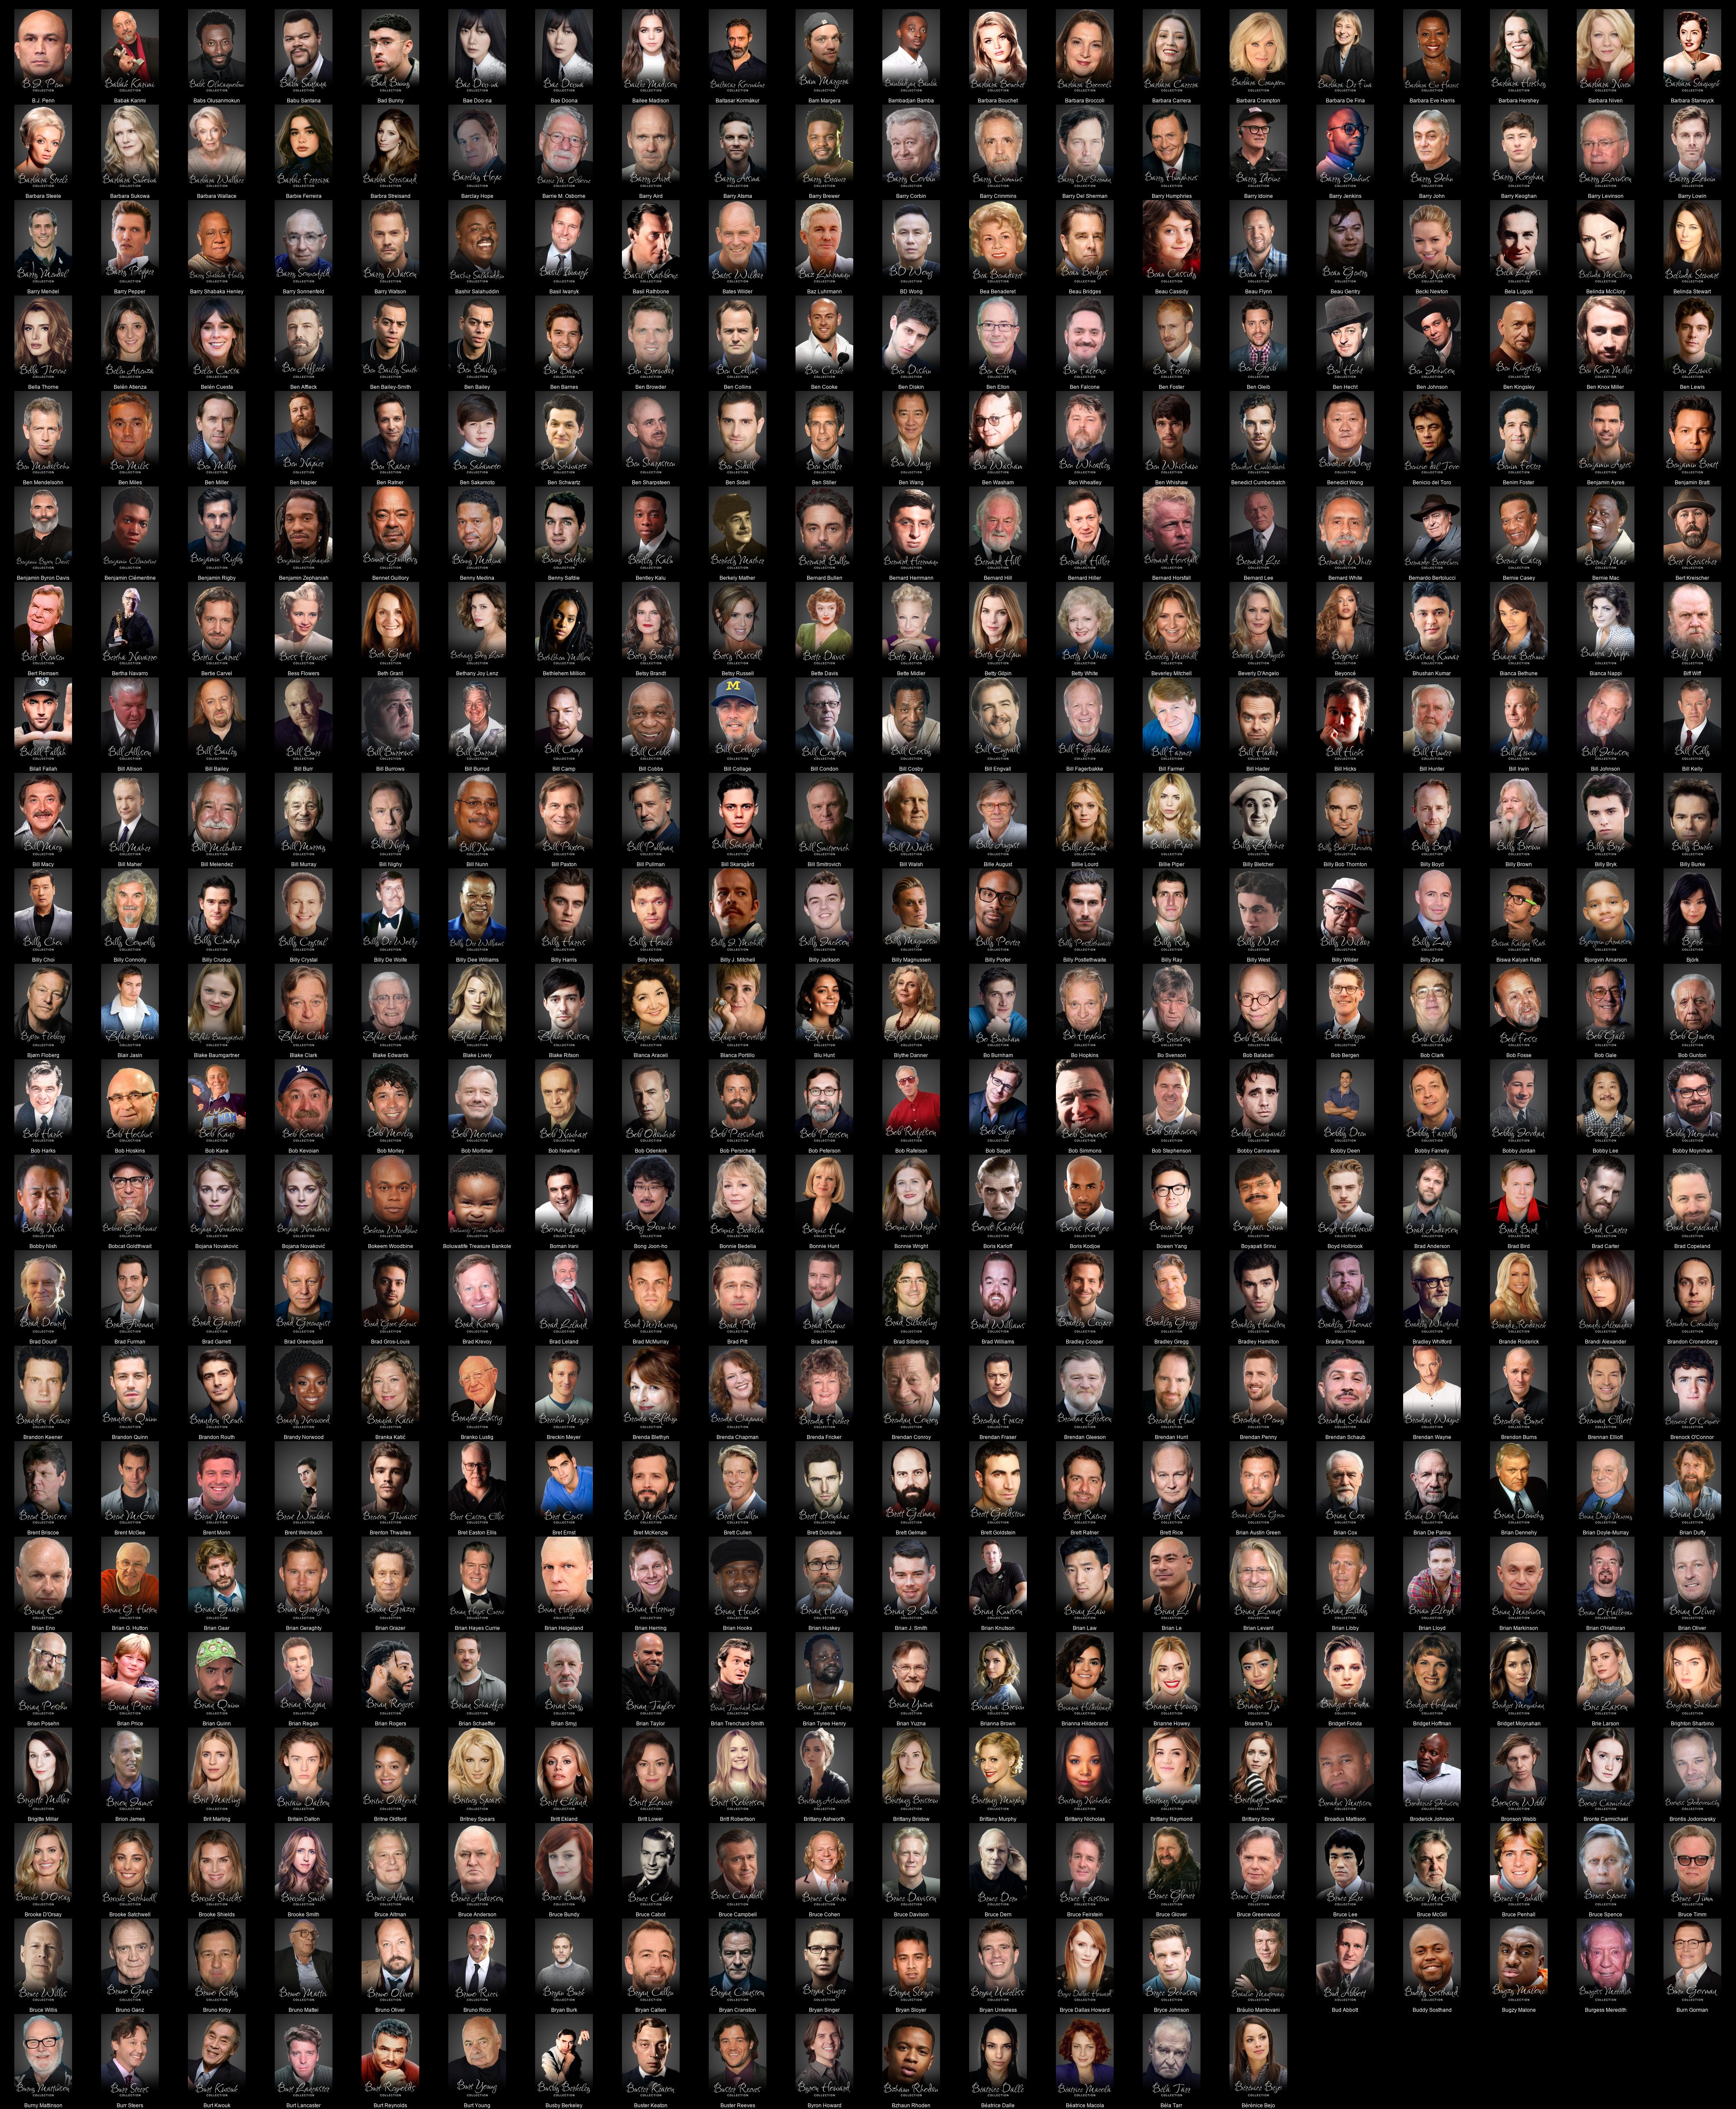 B.J. Penn Babak Karimi Babs Olusanmokun Babu Santana Bad Bunny Bae Doo-na Bae Doona Bailee Madison Baltasar Kormákur Bam Margera Bambadjan Bamba Barbara Bouchet Barbara Broccoli Barbara Carrera Barbara Crampton Barbara De Fina Barbara Eve Harris Barbara Hershey Barbara Niven Barbara Stanwyck
Barbara Steele Barbara Sukowa Barbara Wallace Barbie Ferreira Barbra Streisand Barclay Hope Barrie M. Osborne Barry Aird Barry Atsma Barry Brewer Barry Corbin Barry Crimmins Barry Del Sherman Barry Humphries Barry Idoine Barry Jenkins Barry John Barry Keoghan Barry Levinson Barry Lowin
Barry Mendel Barry Pepper Barry Shabaka Henley Barry Sonnenfeld Barry Watson Bashir Salahuddin Basil Iwanyk Basil Rathbone Bates Wilder Baz Luhrmann BD Wong Bea Benaderet Beau Bridges Beau Cassidy Beau Flynn Beau Gentry Becki Newton Bela Lugosi Belinda McClory Belinda Stewart
Bella Thorne Belén Atienza Belén Cuesta Ben Affleck Ben Bailey-Smith Ben Bailey Ben Barnes Ben Browder Ben Collins Ben Cooke Ben Diskin Ben Elton Ben Falcone Ben Foster Ben Gleib Ben Hecht Ben Johnson Ben Kingsley Ben Knox Miller Ben Lewis
Ben Mendelsohn Ben Miles Ben Miller Ben Napier Ben Ratner Ben Sakamoto Ben Schwartz Ben Sharpsteen Ben Sidell Ben Stiller Ben Wang Ben Washam Ben Wheatley Ben Whishaw Benedict Cumberbatch Benedict Wong Benicio del Toro Benim Foster Benjamin Ayres Benjamin Bratt
Benjamin Byron Davis Benjamin Clémentine Benjamin Rigby Benjamin Zephaniah Bennet Guillory Benny Medina Benny Safdie Bentley Kalu Berkely Mather Bernard Bullen Bernard Herrmann Bernard Hill Bernard Hiller Bernard Horsfall Bernard Lee Bernard White Bernardo Bertolucci Bernie Casey Bernie Mac Bert Kreischer
Bert Remsen Bertha Navarro Bertie Carvel Bess Flowers Beth Grant Bethany Joy Lenz Bethlehem Million Betsy Brandt Betsy Russell Bette Davis Bette Midler Betty Gilpin Betty White Beverley Mitchell Beverly D'Angelo Beyoncé Bhushan Kumar Bianca Bethune Bianca Nappi Biff Wiff
Bilall Fallah Bill Allison Bill Bailey Bill Burr Bill Burrows Bill Burrud Bill Camp Bill Cobbs Bill Collage Bill Condon Bill Cosby Bill Engvall Bill Fagerbakke Bill Farmer Bill Hader Bill Hicks Bill Hunter Bill Irwin Bill Johnson Bill Kelly
Bill Macy Bill Maher Bill Melendez Bill Murray Bill Nighy Bill Nunn Bill Paxton Bill Pullman Bill Skarsgård Bill Smitrovich Bill Walsh Bille August Billie Lourd Billie Piper Billy Bletcher Billy Bob Thornton Billy Boyd Billy Brown Billy Bryk Billy Burke
Billy Choi Billy Connolly Billy Crudup Billy Crystal Billy De Wolfe Billy Dee Williams Billy Harris Billy Howle Billy J. Mitchell Billy Jackson Billy Magnussen Billy Porter Billy Postlethwaite Billy Ray Billy West Billy Wilder Billy Zane Biswa Kalyan Rath Bjorgvin Arnarson Björk
Bjørn Floberg Blair Jasin Blake Baumgartner Blake Clark Blake Edwards Blake Lively Blake Ritson Blanca Araceli Blanca Portillo Blu Hunt Blythe Danner Bo Burnham Bo Hopkins Bo Svenson Bob Balaban Bob Bergen Bob Clark Bob Fosse Bob Gale Bob Gunton
Bob Harks Bob Hoskins Bob Kane Bob Kevoian Bob Morley Bob Mortimer Bob Newhart Bob Odenkirk Bob Persichetti Bob Peterson Bob Rafelson Bob Saget Bob Simmons Bob Stephenson Bobby Cannavale Bobby Deen Bobby Farrelly Bobby Jordan Bobby Lee Bobby Moynihan
Bobby Nish Bobcat Goldthwait Bojana Novakovic Bojana Novaković Bokeem Woodbine Boluwatife Treasure Bankole Boman Irani Bong Joon-ho Bonnie Bedelia Bonnie Hunt Bonnie Wright Boris Karloff Boris Kodjoe Bowen Yang Boyapati Srinu Boyd Holbrook Brad Anderson Brad Bird Brad Carter Brad Copeland
Brad Dourif Brad Furman Brad Garrett Brad Greenquist Brad Gros-Louis Brad Krevoy Brad Leland Brad McMurray Brad Pitt Brad Rowe Brad Silberling Brad Williams Bradley Cooper Bradley Gregg Bradley Hamilton Bradley Thomas Bradley Whitford Brande Roderick Brandi Alexander Brandon Cronenberg
Brandon Keener Brandon Quinn Brandon Routh Brandy Norwood Branka Katić Branko Lustig Breckin Meyer Brenda Blethyn Brenda Chapman Brenda Fricker Brendan Conroy Brendan Fraser Brendan Gleeson Brendan Hunt Brendan Penny Brendan Schaub Brendan Wayne Brendon Burns Brennan Elliott Brenock O'Connor
Brent Briscoe Brent McGee Brent Morin Brent Weinbach Brenton Thwaites Bret Easton Ellis Bret Ernst Bret McKenzie Brett Cullen Brett Donahue Brett Gelman Brett Goldstein Brett Ratner Brett Rice Brian Austin Green Brian Cox Brian De Palma Brian Dennehy Brian Doyle-Murray Brian Duffy
Brian Eno Brian G. Hutton Brian Gaar Brian Geraghty Brian Grazer Brian Hayes Currie Brian Helgeland Brian Herring Brian Hooks Brian Huskey Brian J. Smith Brian Knutson Brian Law Brian Le Brian Levant Brian Libby Brian Lloyd Brian Markinson Brian O'Halloran Brian Oliver
Brian Posehn Brian Price Brian Quinn Brian Regan Brian Rogers Brian Schaeffer Brian Smyj Brian Taylor Brian Trenchard-Smith Brian Tyree Henry Brian Yuzna Brianna Brown Brianna Hildebrand Brianne Howey Brianne Tju Bridget Fonda Bridget Hoffman Bridget Moynahan Brie Larson Brighton Sharbino
Brigitte Millar Brion James Brit Marling Britain Dalton Britne Oldford Britney Spears Britt Ekland Britt Lower Britt Robertson Brittany Ashworth Brittany Bristow Brittany Murphy Brittany Nicholas Brittany Raymond Brittany Snow Broadus Mattison Broderick Johnson Bronson Webb Bronte Carmichael Brontis Jodorowsky
Brooke D'Orsay Brooke Satchwell Brooke Shields Brooke Smith Bruce Altman Bruce Anderson Bruce Bundy Bruce Cabot Bruce Campbell Bruce Cohen Bruce Davison Bruce Dern Bruce Feirstein Bruce Glover Bruce Greenwood Bruce Lee Bruce McGill Bruce Penhall Bruce Spence Bruce Timm
Bruce Willis Bruno Ganz Bruno Kirby Bruno Mattei Bruno Oliver Bruno Ricci Bryan Burk Bryan Callen Bryan Cranston Bryan Singer Bryan Sloyer Bryan Unkeless Bryce Dallas Howard Bryce Johnson Bráulio Mantovani Bud Abbott Buddy Sosthand Bugzy Malone Burgess Meredith Burn Gorman
Burny Mattinson Burr Steers Burt Kwouk Burt Lancaster Burt Reynolds Burt Young Busby Berkeley Buster Keaton Buster Reeves Byron Howard Bzhaun Rhoden Béatrice Dalle Béatrice Macola Béla Tarr Bérénice Bejo